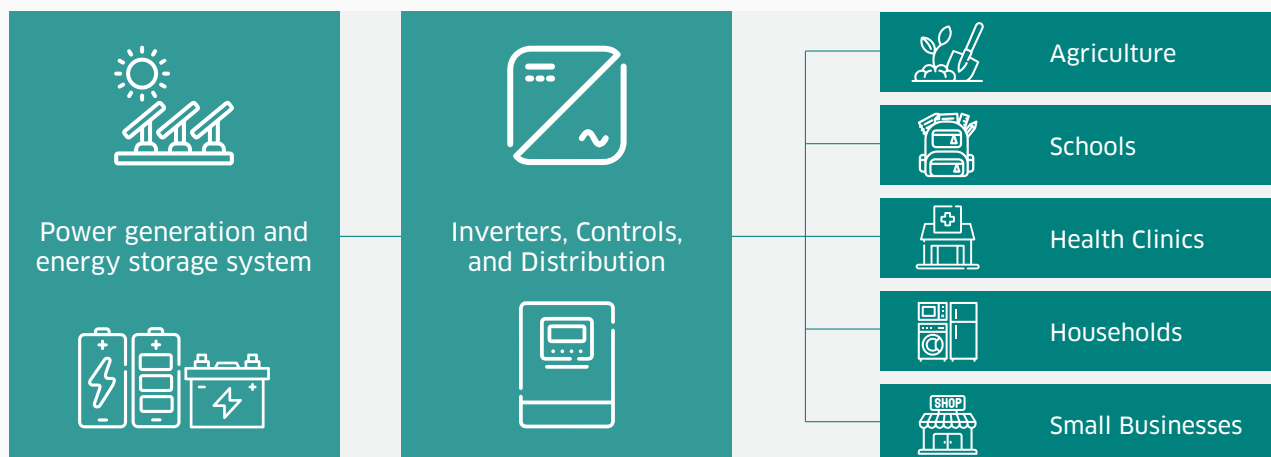 Power generation and
energy storage system
Inverters, Controls,
and Distribution
Agriculture
Schools
Health Clinics
Households
SHOP
Small Businesses